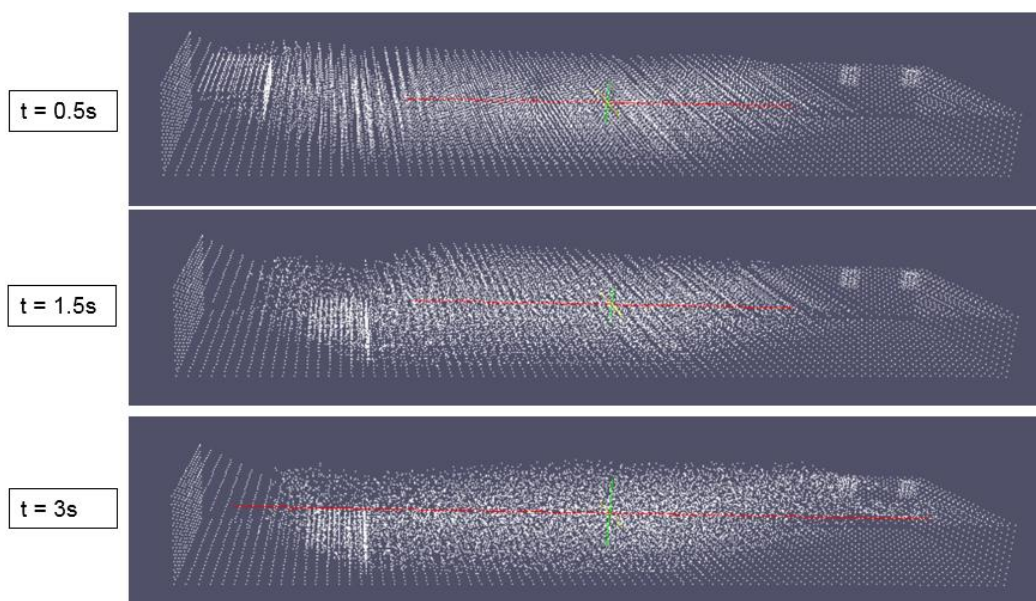 t = 0.5s
t = 1.5s
t = 3s